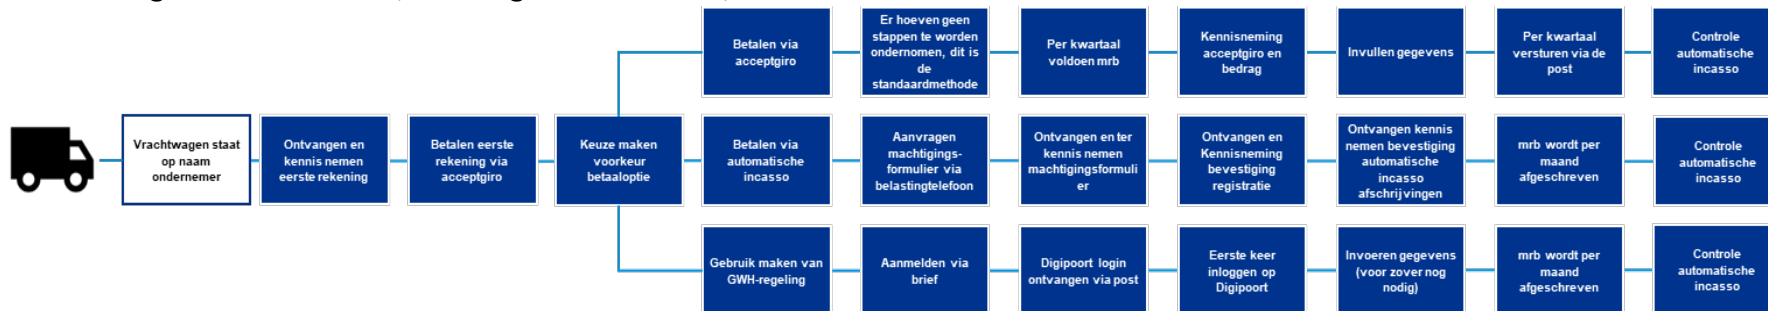 Vrachtwagen staat
op naam
ondernemer
Ontvangen en
kennis nemen
eerste rekening
Betalen eerste
rekening via
acceptgiro
Keuze maken
voorkeur
betaaloptie
Betalen via
acceptgiro
Er hoeven geen
stappen te worden
ondernomen, dit is
de
standaardmethode
Per kwartaal
voldoen mrb
Kennisneming
acceptgiro en
bedrag
Invullen gegevens
Per kwartaal
versturen via de
post
Controle
automatische
incasso
Betalen via
automatische
incasso
Aanvragen
machtigings-
formulier via
belastingtelefoon
Ontvangen en ter
kennis nemen
machtigingsformuli
er
Ontvangen en
Kennisneming
bevestiging
registratie
Ontvangen kennis
nemen bevestiging
automatische
incasso
afschrijvingen
mrb wordt per
maand
afgeschreven
Controle
automatische
incasso
Gebruik maken van
GWH-regeling
Aanmelden via
brief
Digipoort login
ontvangen via post
Eerste keer
inloggen op
Digipoort
Invoeren gegevens
(voor zover nog
nodig)
mrb wordt per
maand
afgeschreven
Controle
automatische
incasso